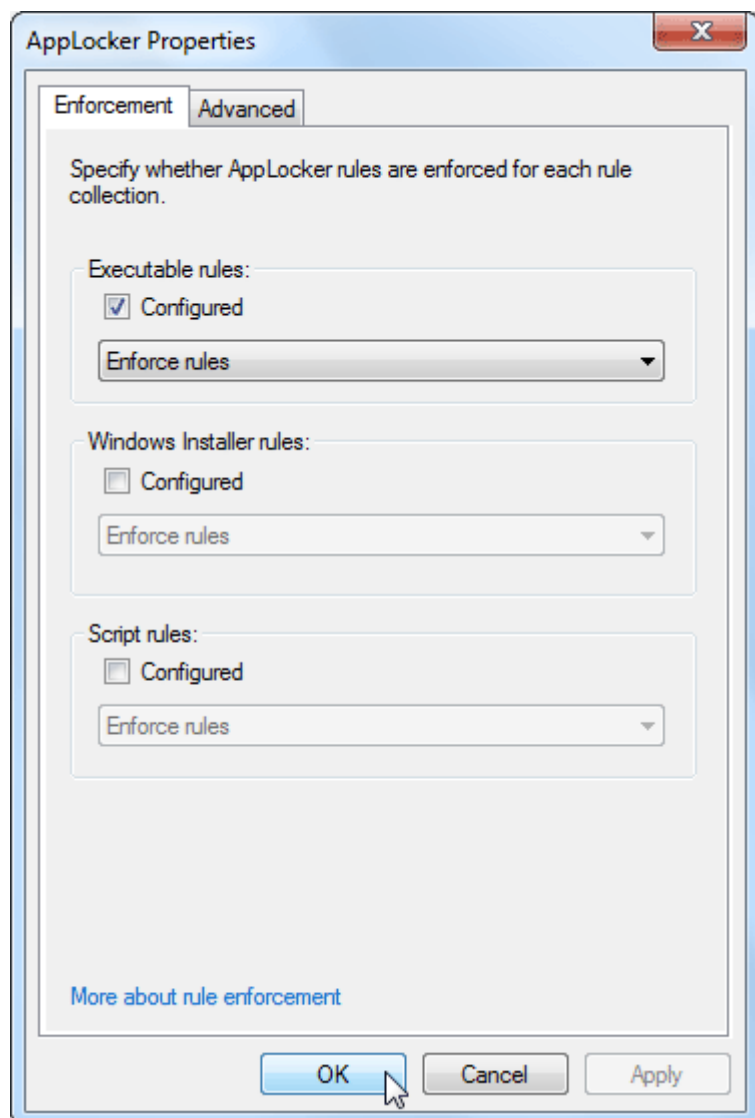 AppLocker Properties
Enforcement
Advanced
Specify whether AppLocker rules are enforced for each rule
collection.
Executable rules:
Configured
Enforce rules
Windows Installer rules:
Configured
Enforce rules
Script rules:
Configured
Enforce rules
More about rule enforcement
OK
Cancel
Apply